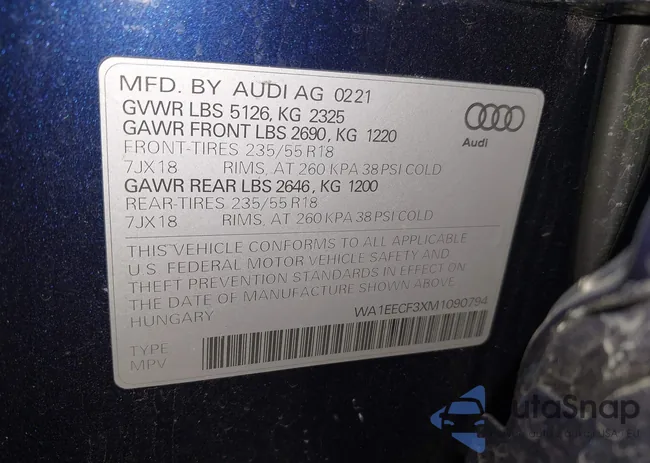 MFD. BY AUDI AG 0221
GVWR LBS 5126, KG 2325
GAWR FRONT LBS 2690, KG 1220
FRONT-TIRES 235/55 R18
7JX18 RIMS, AT 260 KPA 38 PSI COLD
GAWR REAR LBS 2646, KG 1200
REAR-TIRES 235/55 R18
7JX18 RIMS, AT 260 KPA 38 PSI COLD
Audi
THIS VEHICLE CONFORMS TO ALL APPLICABLE
U.S. FEDERAL MOTOR VEHICLE SAFETY AND
THEFT PREVENTION STANDARDS IN EFFECT ON
THE DATE OF MANUFACTURE SHOWN ABOVE
HUNGARY
WA1EECF3XM1090794
TYPE
MPV
AutaSnap